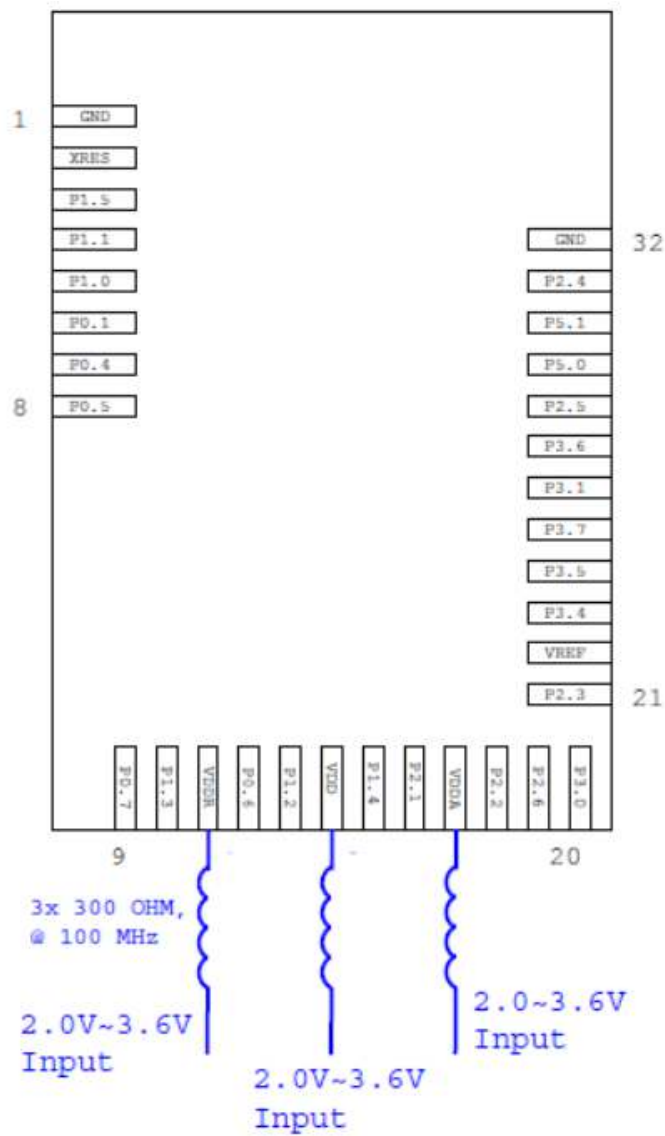 1
GND
XRES
P1.5
P1.1
P1.0
P0.1
P0.4
8
P0.5
GND
32
P2.4
P5.1
P5.0
P2.5
P3.6
P3.1
P3.7
P3.5
P3.4
VREF
P2.3
21
P0.7
P1.3
VDDR
P0.6
P1.2
VDD
P1.4
P2.1
VDDA
P2.2
P2.6
P3.0
9
20
3x 300 OHM,
@ 100 MHz
2.0V~3.6V
Input
2.0V~3.6V
Input
2.0~3.6V
Input